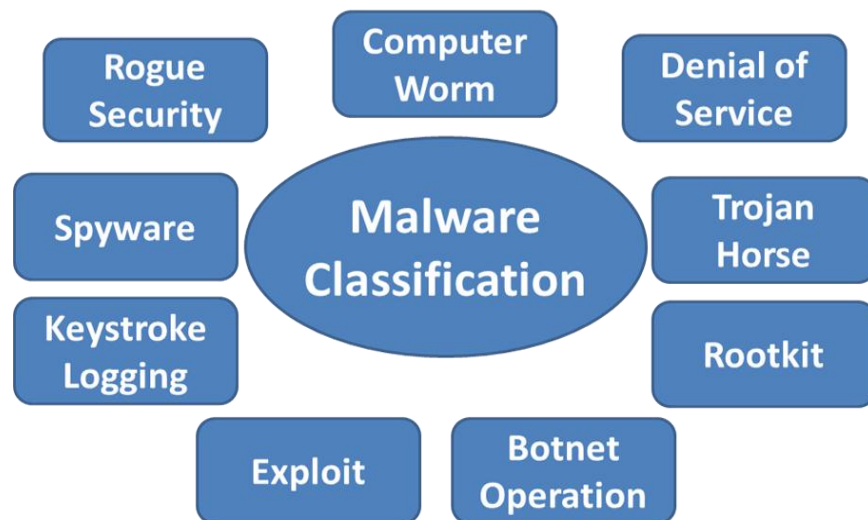 Rogue
Security
Computer
Worm
Denial of
Service
Spyware
Malware
Classification
Trojan
Horse
Keystroke
Logging
Rootkit
Exploit
Botnet
Operation